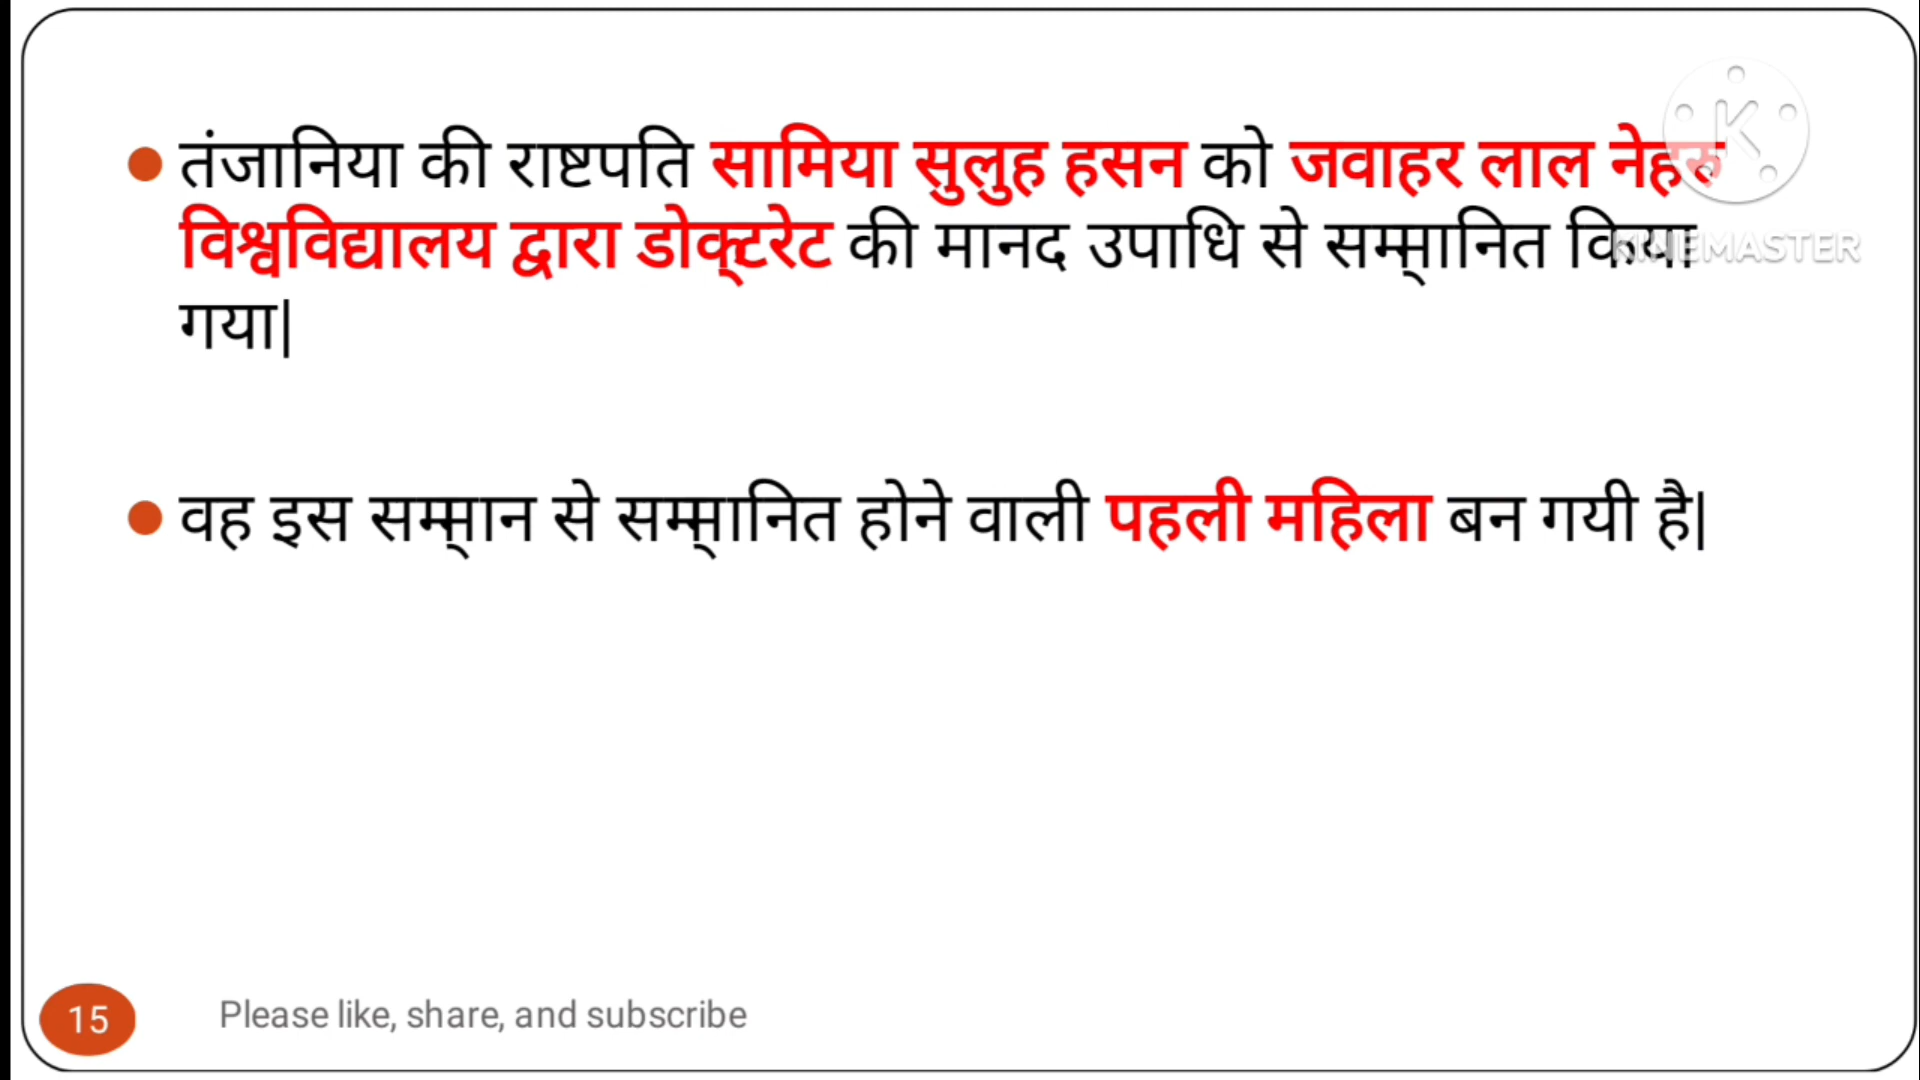 तंजानिया की राष्टपति सामिया सुलुह हसन को जवाहर लाल नेहरु
विश्वविद्यालय द्वारा डोक्टरेट की मानद उपाधि से सम्मानित किया
गया|
वह इस सम्मान से सम्मानित होने वाली पहली महिला बन गयी है|
15 Please like, share, and subscribe
K
KINEMASTER